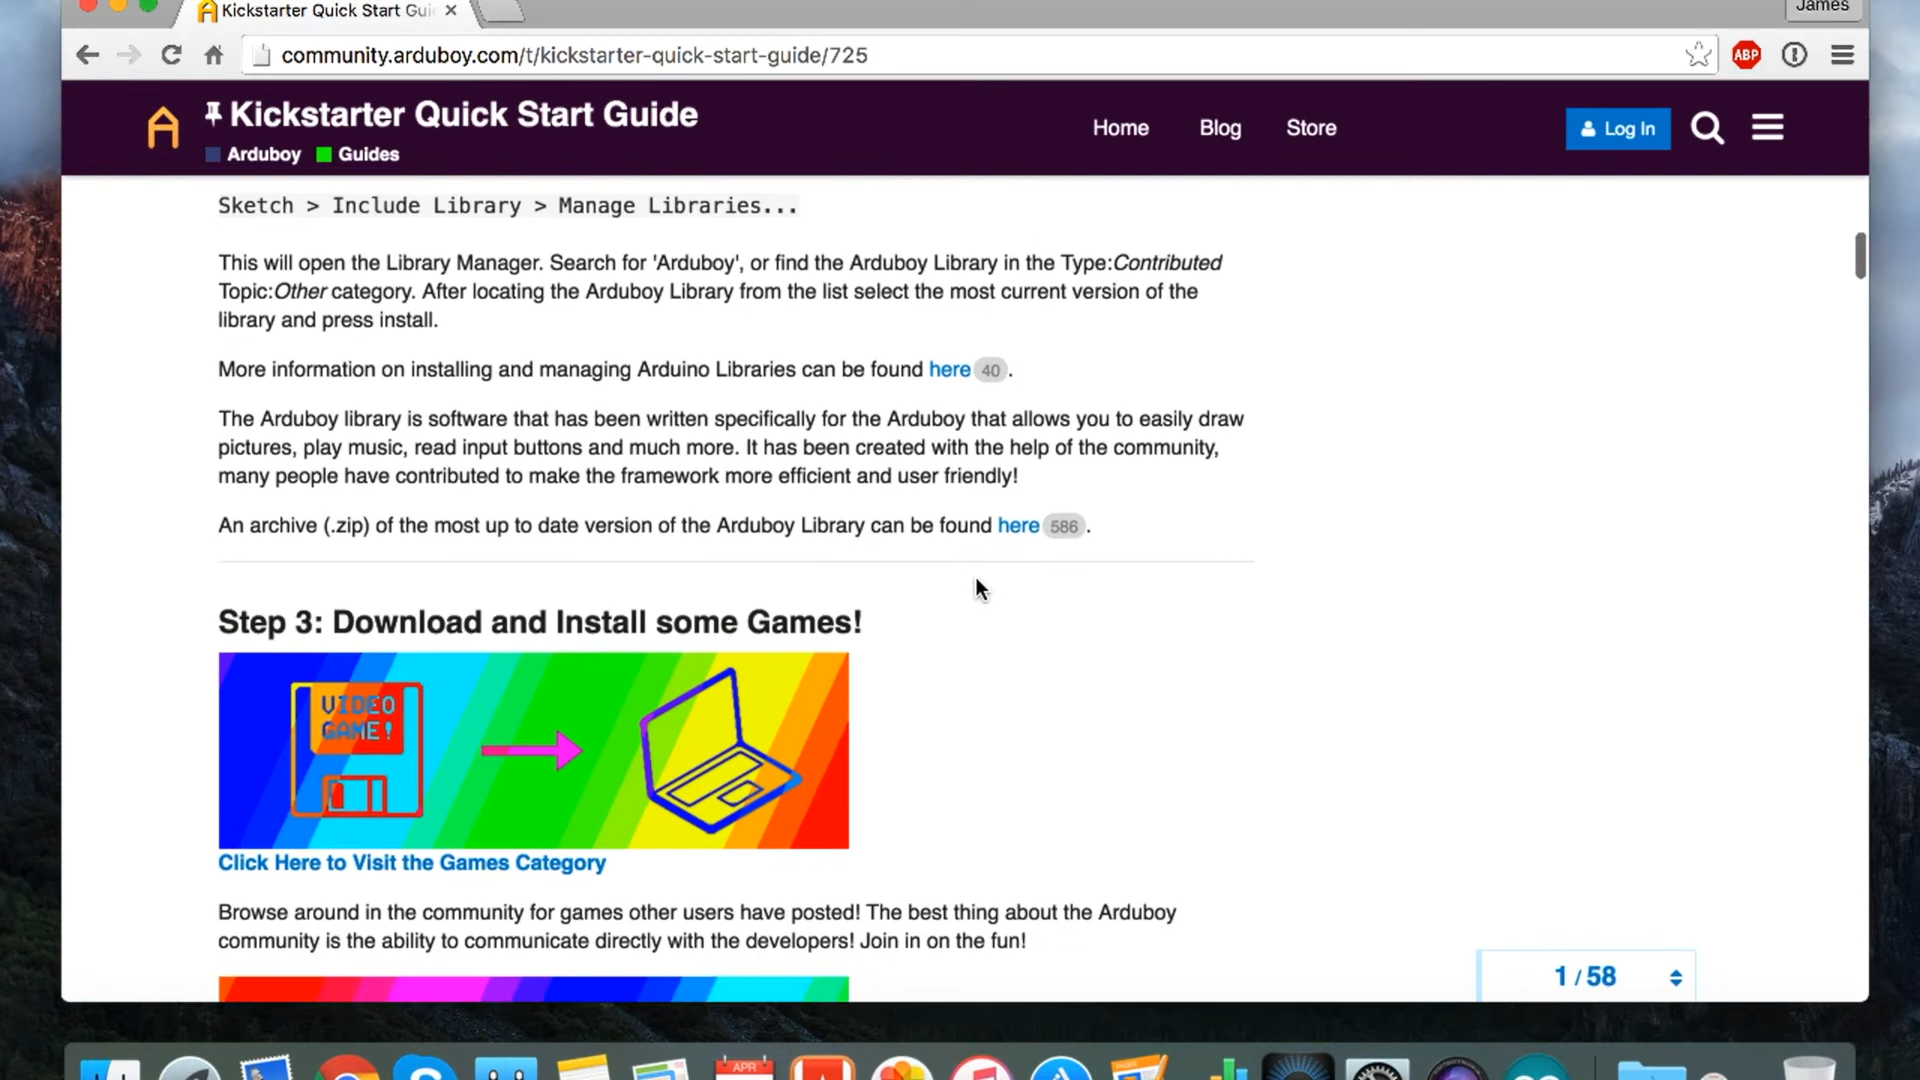 Kickstarter Quick Start Gui
James
community.arduboy.com/t/kickstarter-quick-start-guide/725
ABP
Kickstarter Quick Start Guide
Arduboy Guides
Home Blog Store
Log In
Sketch > Include Library > Manage Libraries...
This will open the Library Manager. Search for 'Arduboy', or find the Arduboy Library in the Type:Contributed
Topic:Other category. After locating the Arduboy Library from the list select the most current version of the
library and press install.
More information on installing and managing Arduino Libraries can be found here 40 .
The Arduboy library is software that has been written specifically for the Arduboy that allows you to easily draw
pictures, play music, read input buttons and much more. It has been created with the help of the community,
many people have contributed to make the framework more efficient and user friendly!
An archive (.zip) of the most up to date version of the Arduboy Library can be found here 586 .
Step 3: Download and Install some Games!
VIDEO
GAME!
Click Here to Visit the Games Category
Browse around in the community for games other users have posted! The best thing about the Arduboy
community is the ability to communicate directly with the developers! Join in on the fun!
1 / 58
APR